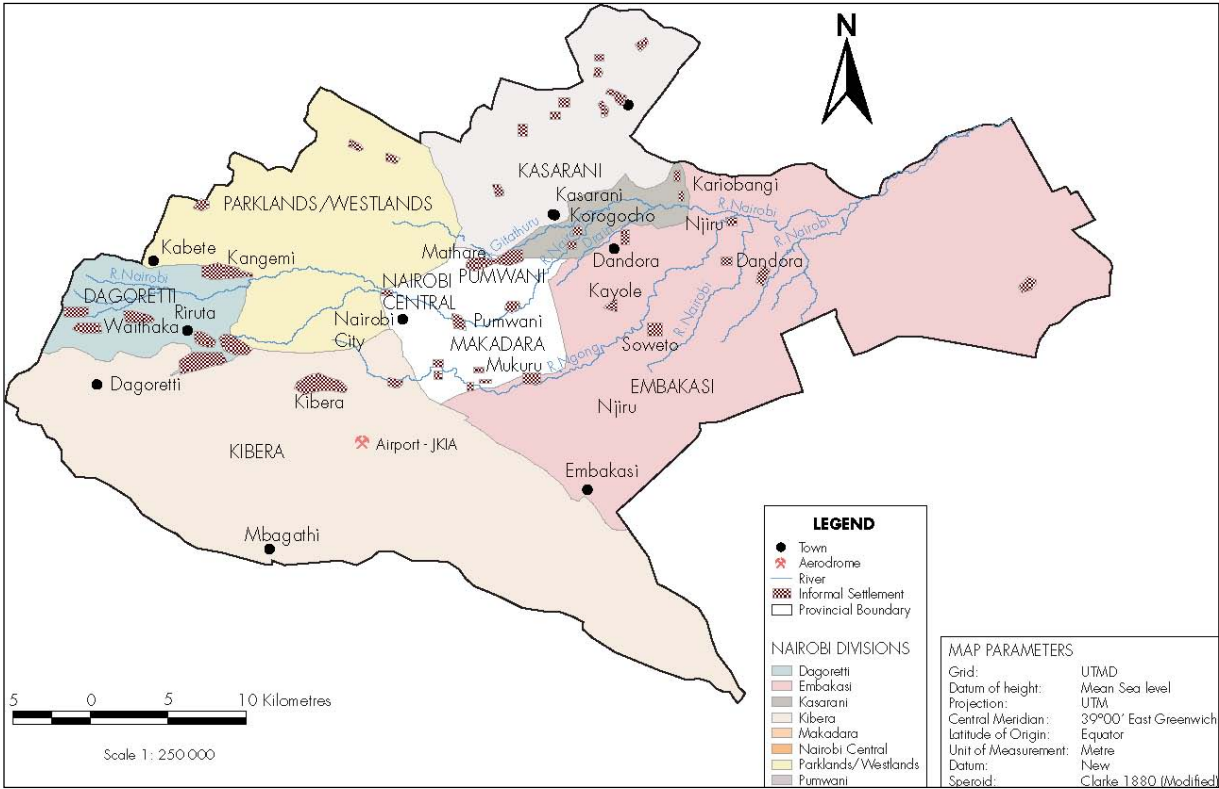 N
KASARANI
Kasarani
Kariobangi
PARKLANDS/WESTLANDS
Korogocho
R.Nairobi
Gitathuru
Njiru
R.Nairobi
Kabete
Kangemi
Mathare
Dandora
Dandora
PUMWANI
R.Nairobi
NAIROBI
CENTRAL
Kayole
DAGORETTI
Riruta
Waithaka
Nairobi
City
Pumwani
R.Nairobi
MAKADARA
Soweto
Mukuru
R.Ngong
EMBAKASI
Dagoretti
Kibera
Njiru
Airport - JKIA
KIBERA
Embakasi
Mbagathi
LEGEND
Town
Aerodrome
River
Informal Settlement
Provincial Boundary
NAIROBI DIVISIONS
Dagoretti
Embakasi
Kasarani
Kibera
Makadara
Nairobi Central
Parklands/Westlands
Pumwani
MAP PARAMETERS
Grid: UTMD
Datum of height: Mean Sea level
Projection: UTM
Central Meridian: 39°00' East Greenwich
Latitude of Origin: Equator
Unit of Measurement: Metre
Datum: New
Speroid: Clarke 1880 (Modified)
5 0 5 10 Kilometres
Scale 1: 250 000